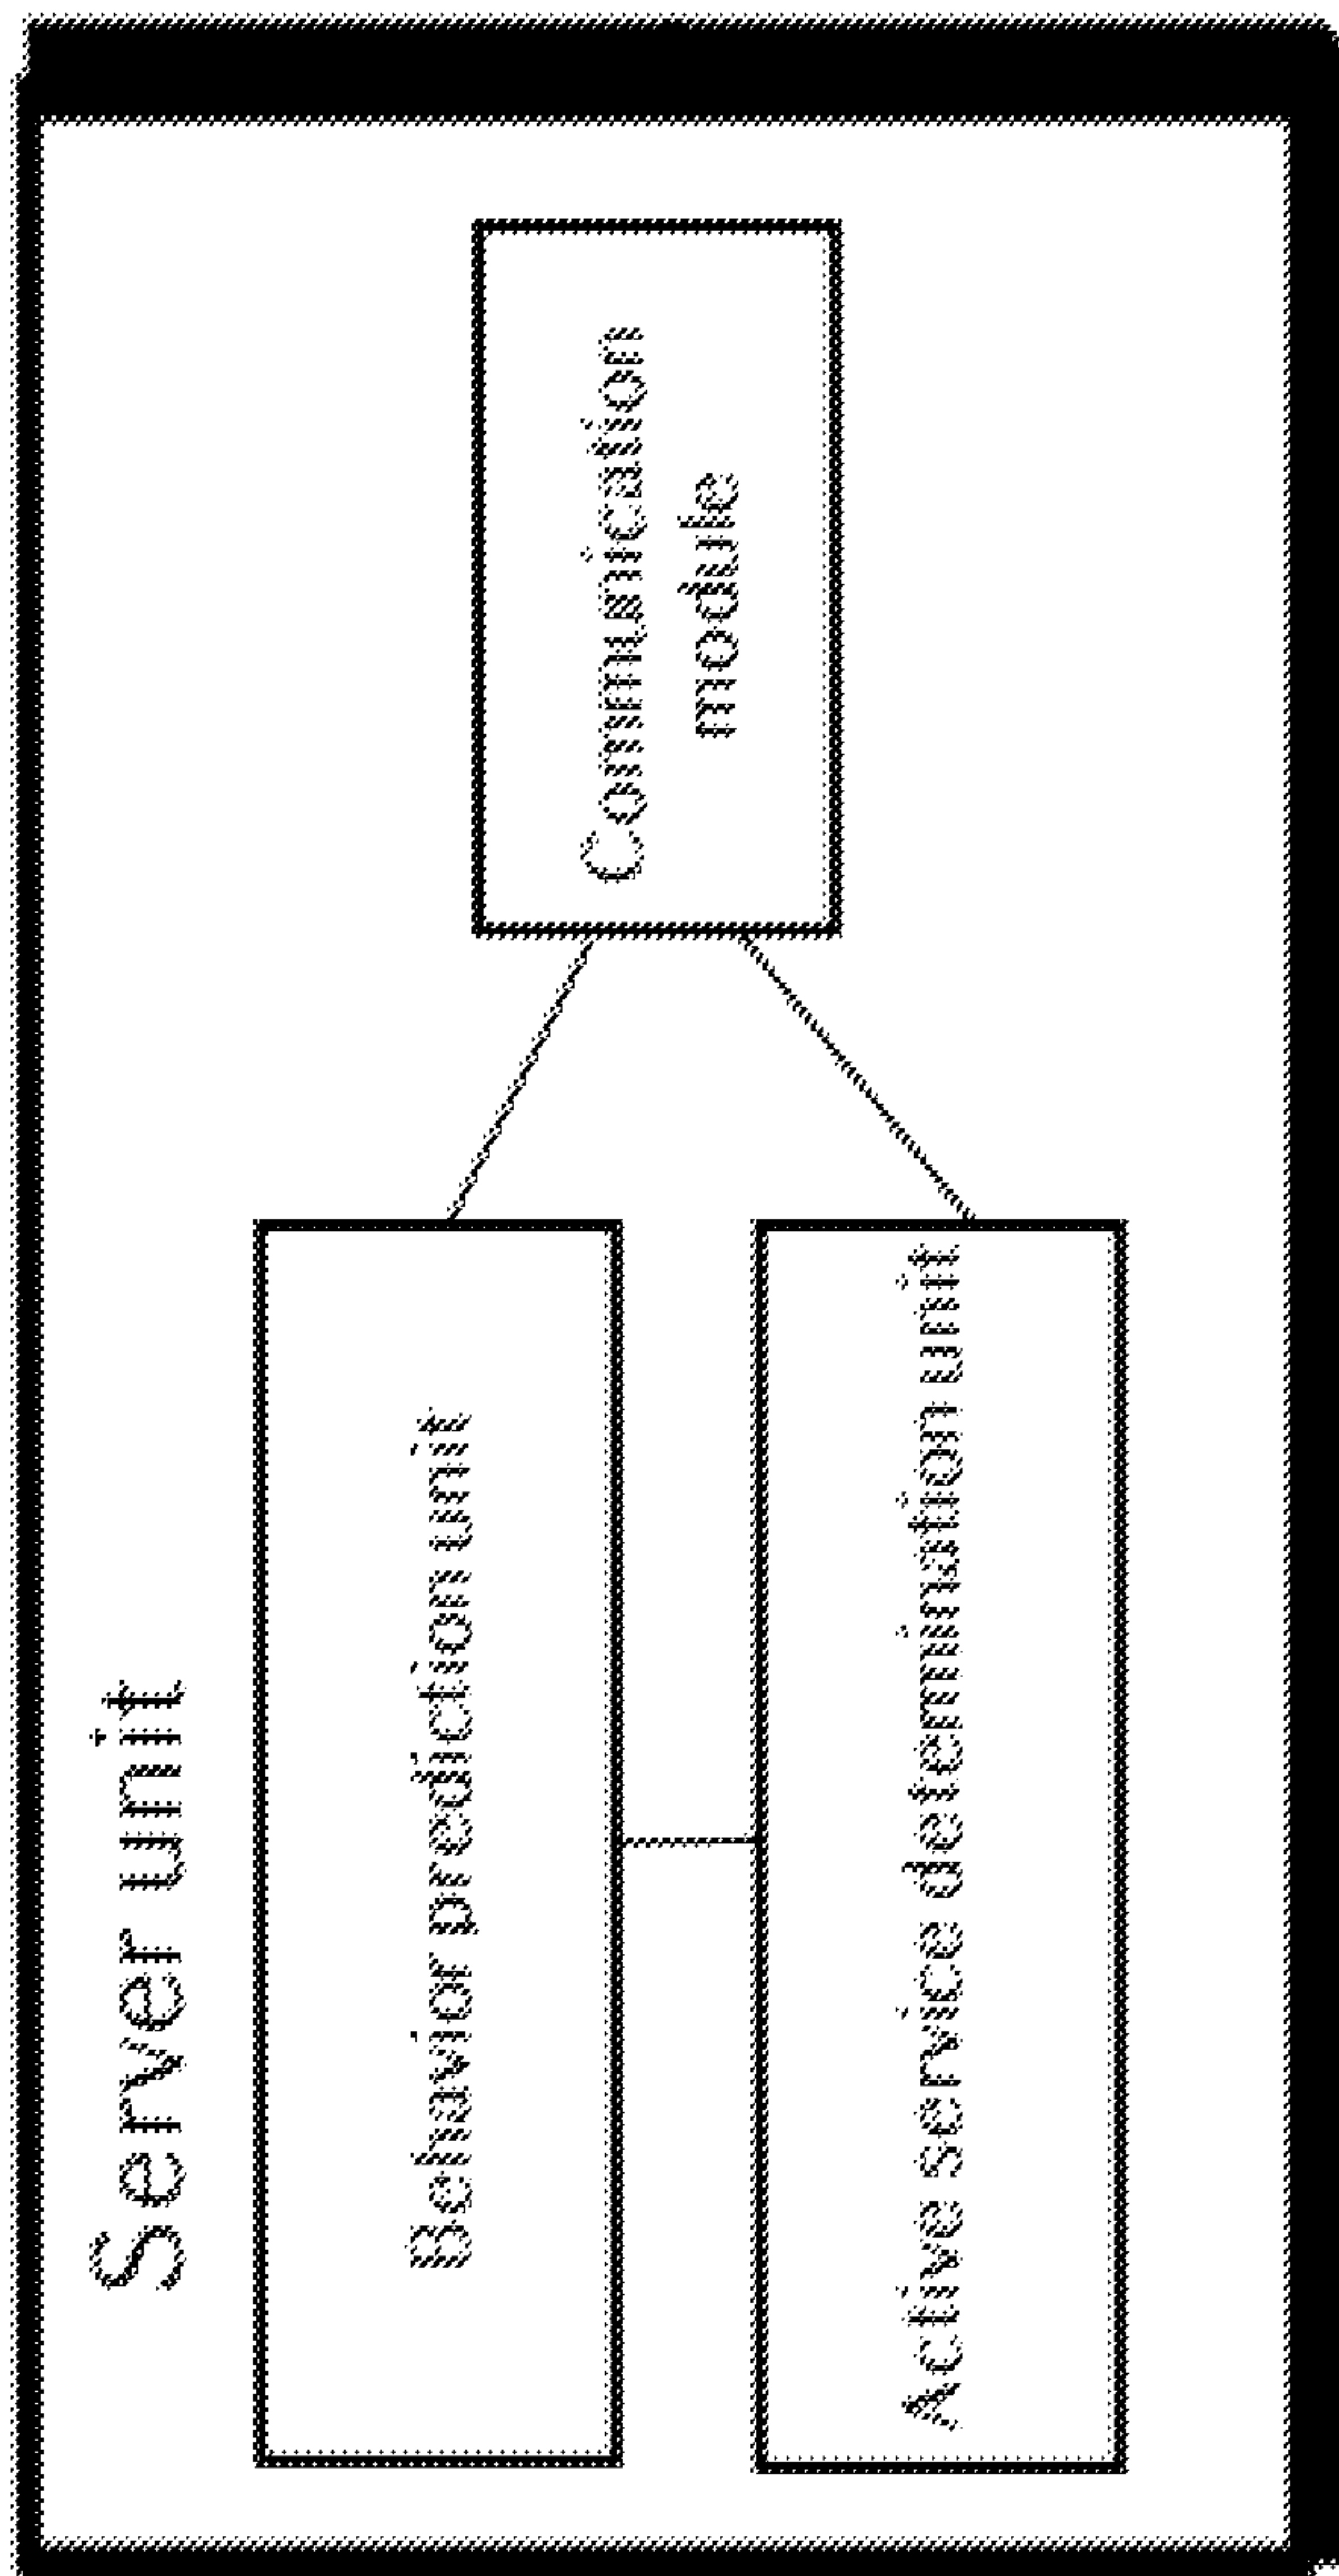 Server unit
Behavior prediction unit
Active service determination unit
Communication
module